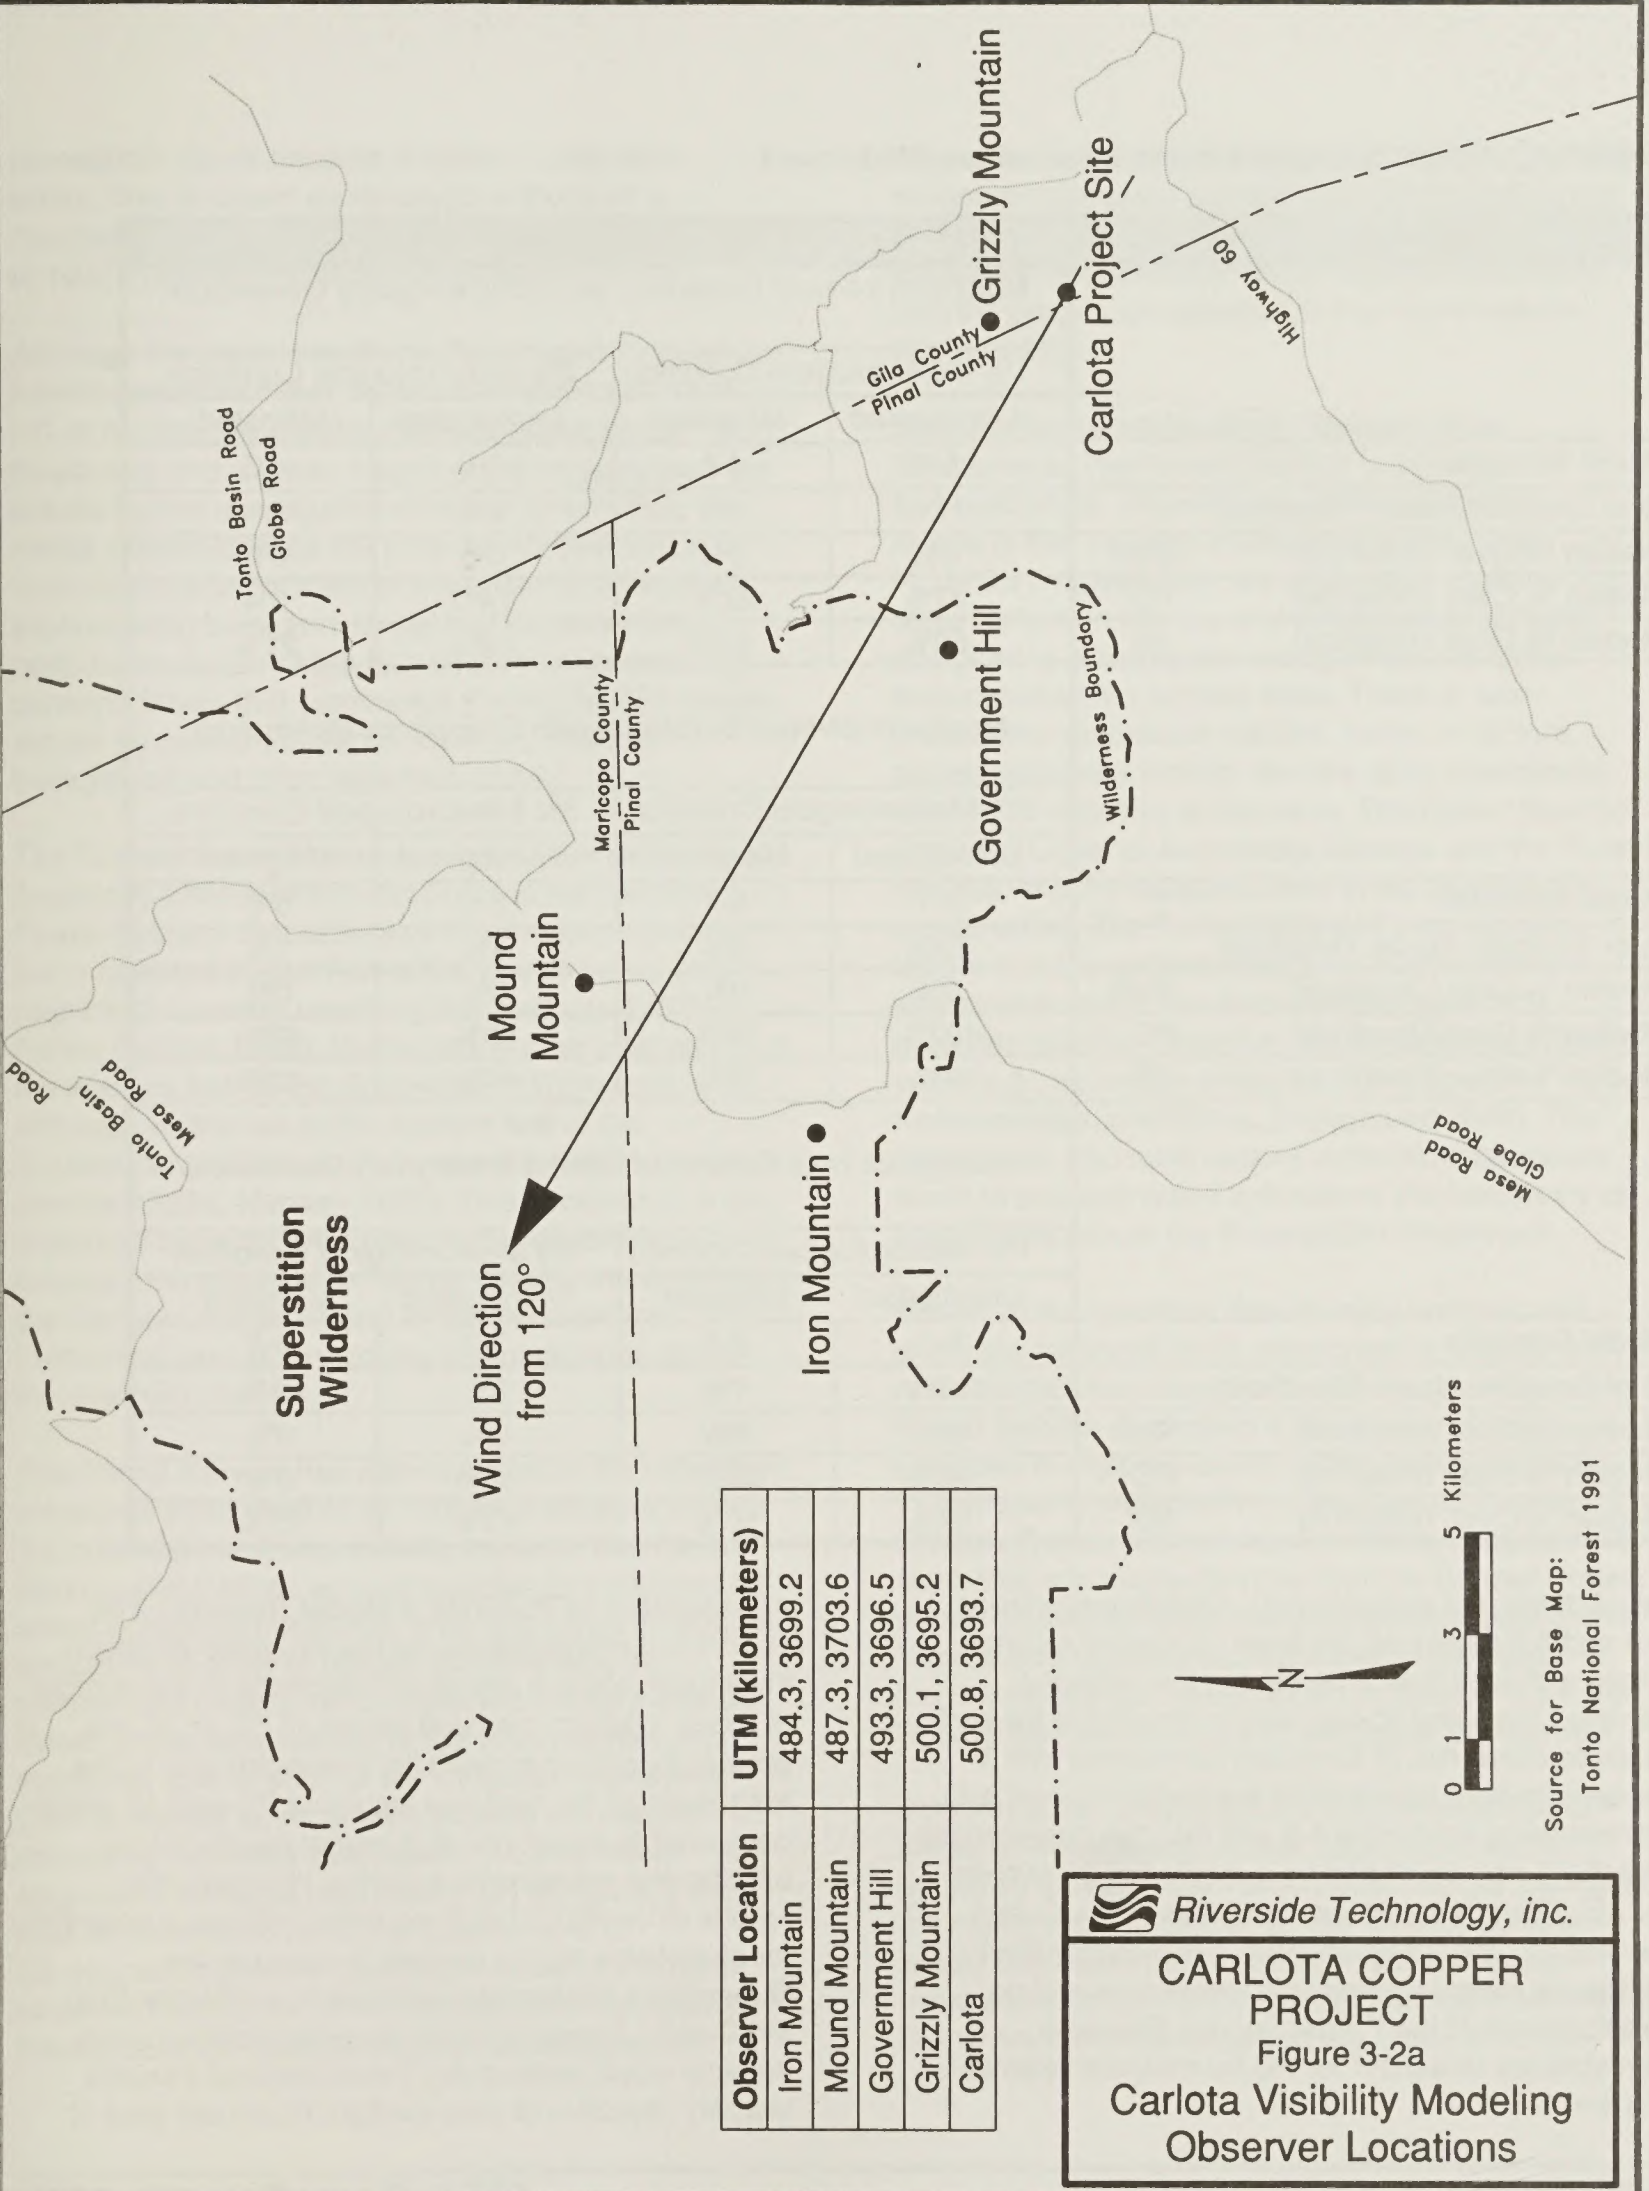 Tonto Basin Road
Globe Road
Road
Tonto Basin
Mesa Road
Superstition
Wilderness
Mound
Mountain
Wind Direction
from 120°
Maricopo County
Pinal County
Gila County
Pinal County
Grizzly Mountain
Carlota Project Site
Highway 60
Government Hill
Wilderness Boundory
Iron Mountain
Mesa Road
Globe Road
Observer Location UTM (kilometers)
Iron Mountain 484.3, 3699.2
Mound Mountain 487.3, 3703.6
Government Hill 493.3, 3696.5
Grizzly Mountain 500.1, 3695.2
Carlota 500.8, 3693.7
N
0 1 3 5 Kilometers
Source for Base Map:
Tonto National Forest 1991
Riverside Technology, inc.
CARLOTA COPPER
PROJECT
Figure 3-2a
Carlota Visibility Modeling
Observer Locations